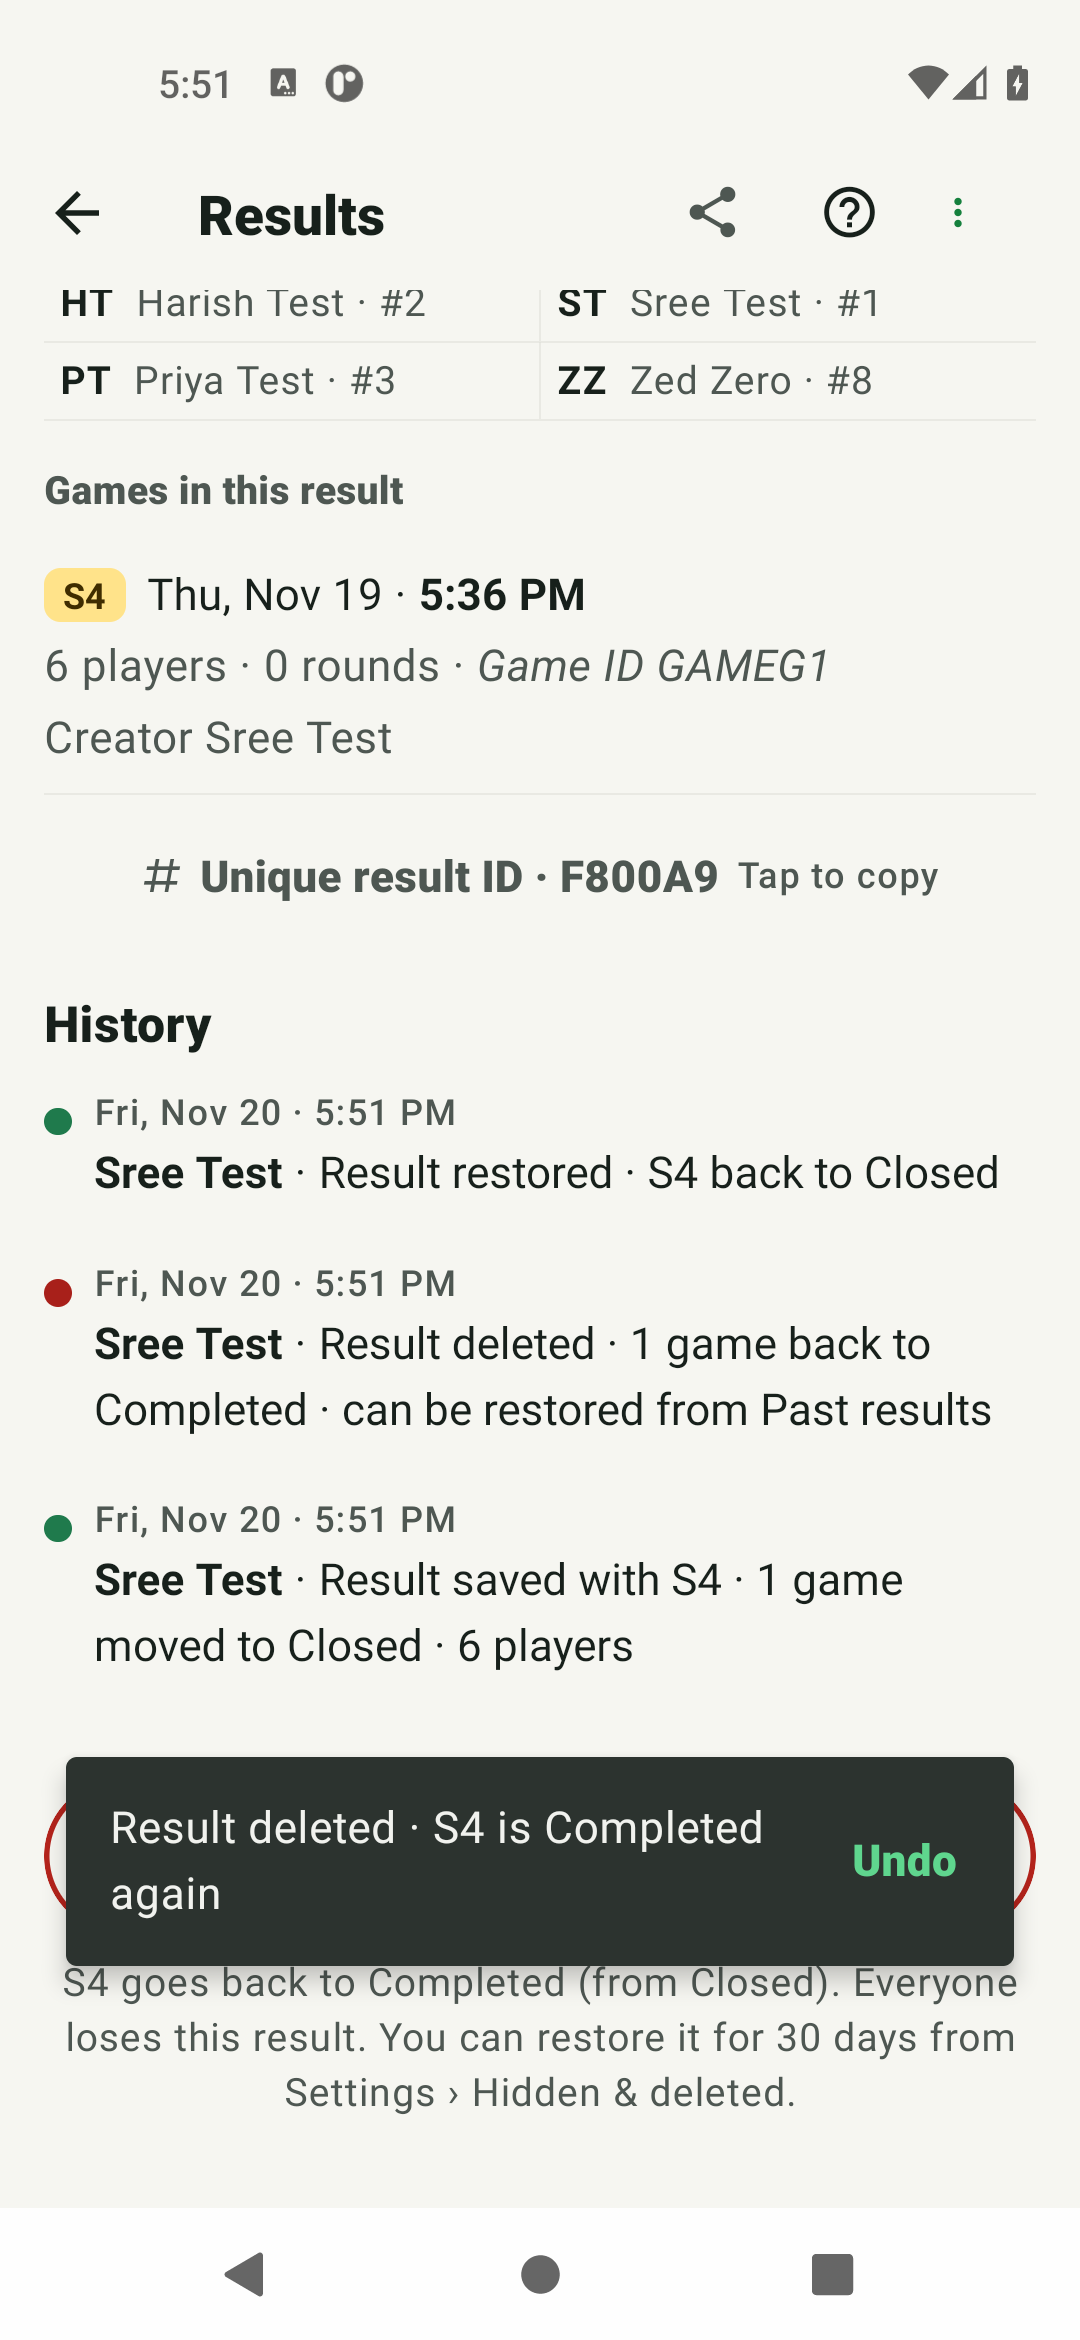 5:51
Results
HT Harish Test · #2
ST Sree Test · #1
PT Priya Test · #3
ZZ Zed Zero · #8
Games in this result
S4 Thu, Nov 19 · 5:36 PM
6 players · 0 rounds · Game ID GAMEG1
Creator Sree Test
# Unique result ID · F800A9 Tap to copy
History
Fri, Nov 20 · 5:51 PM
Sree Test · Result restored · S4 back to Closed
Fri, Nov 20 · 5:51 PM
Sree Test · Result deleted · 1 game back to
Completed · can be restored from Past results
Fri, Nov 20 · 5:51 PM
Sree Test · Result saved with S4 · 1 game
moved to Closed · 6 players
Result deleted · S4 is Completed
again
Undo
S4 goes back to Completed (from Closed). Everyone
loses this result. You can restore it for 30 days from
Settings › Hidden & deleted.